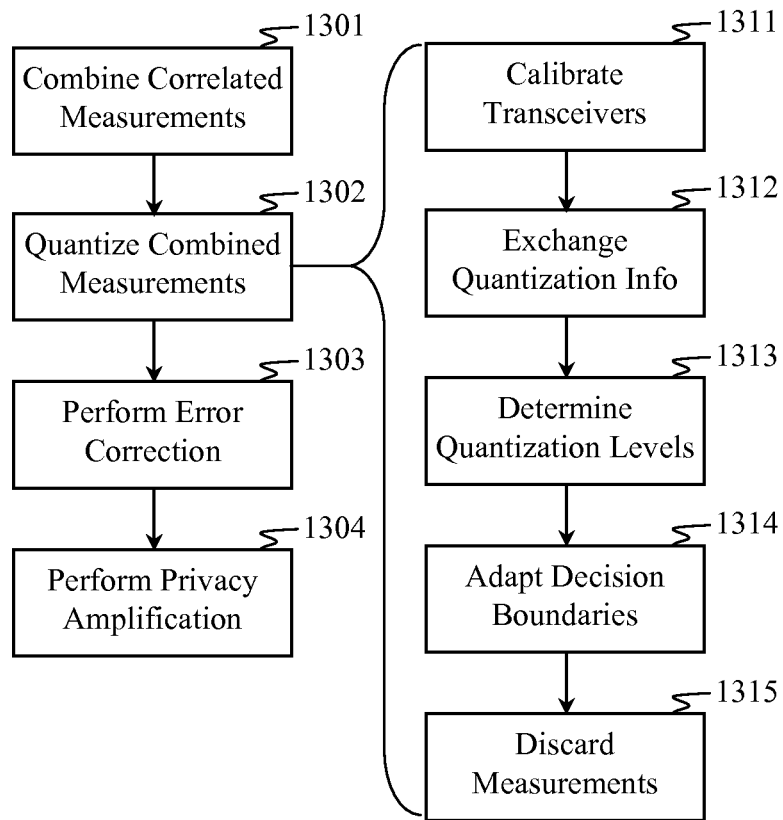 1301
Combine Correlated
Measurements
1302
Quantize Combined
Measurements
1303
Perform Error
Correction
1304
Perform Privacy
Amplification
1311
Calibrate
Transceivers
1312
Exchange
Quantization Info
1313
Determine
Quantization Levels
1314
Adapt Decision
Boundaries
1315
Discard
Measurements